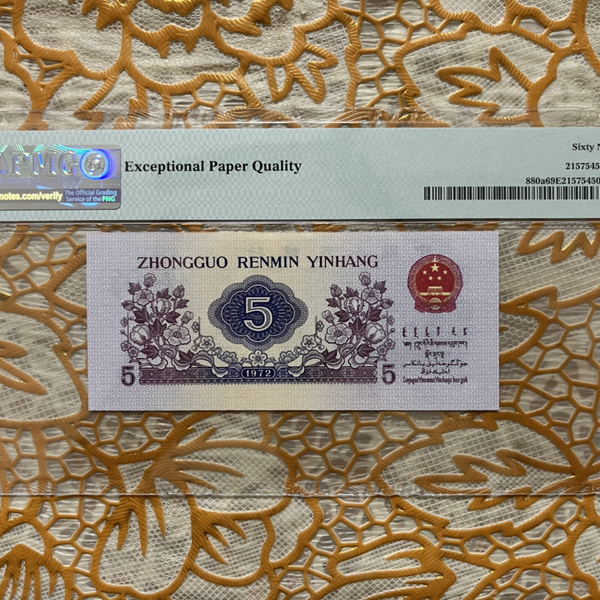 PMG
Exceptional Paper Quality
Sixty N
2157545
notes.com/verify
The Official Grading
Service of the PNG
880a69E21575450
ZHONGGUO RENMIN YINHANG
5
5
1972
5